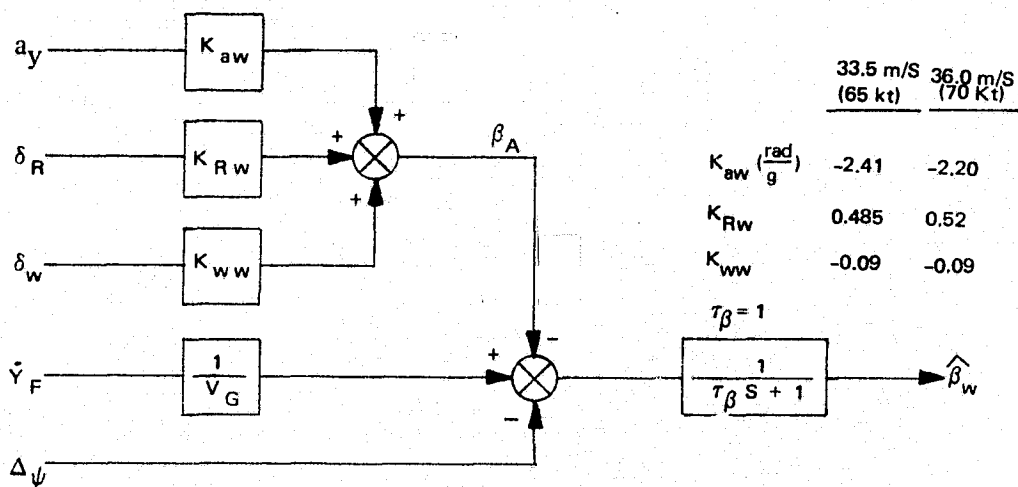 a_y
K_aw
+
δ_R
K_Rw
+
δ_w
K_ww
+
β_A
Ẏ_F
1
V_G
+
−
−
Δ_ψ
1
τ_β S + 1
β̂_w
33.5 m/S 36.0 m/S
(65 kt) (70 Kt)
K_aw (rad/g) -2.41 -2.20
K_Rw 0.485 0.52
K_ww -0.09 -0.09
τ_β = 1